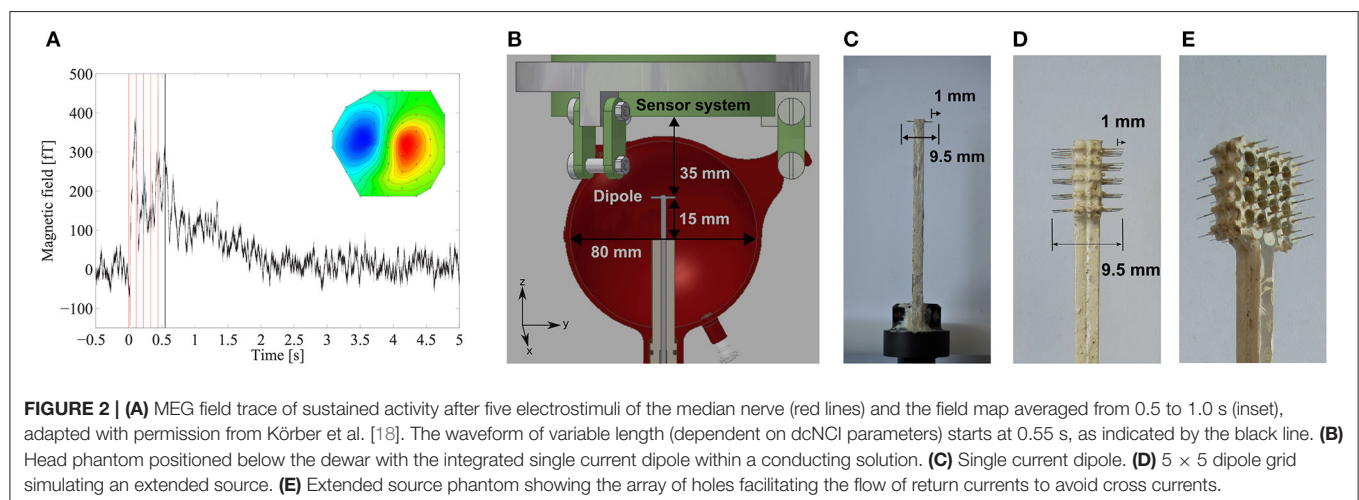 A
B
C
D
E
Magnetic field [fT]
500
400
300
200
100
0
−100
−0.5 0 0.5 1 1.5 2 2.5 3 3.5 4 4.5 5
Time [s]
Sensor system
35 mm
Dipole
15 mm
80 mm
z
y
x
1 mm
9.5 mm
1 mm
9.5 mm
FIGURE 2 | (A) MEG field trace of sustained activity after five electrostimuli of the median nerve (red lines) and the field map averaged from 0.5 to 1.0 s (inset),
adapted with permission from Körber et al. [18]. The waveform of variable length (dependent on dcNCI parameters) starts at 0.55 s, as indicated by the black line. (B)
Head phantom positioned below the dewar with the integrated single current dipole within a conducting solution. (C) Single current dipole. (D) 5 × 5 dipole grid
simulating an extended source. (E) Extended source phantom showing the array of holes facilitating the flow of return currents to avoid cross currents.